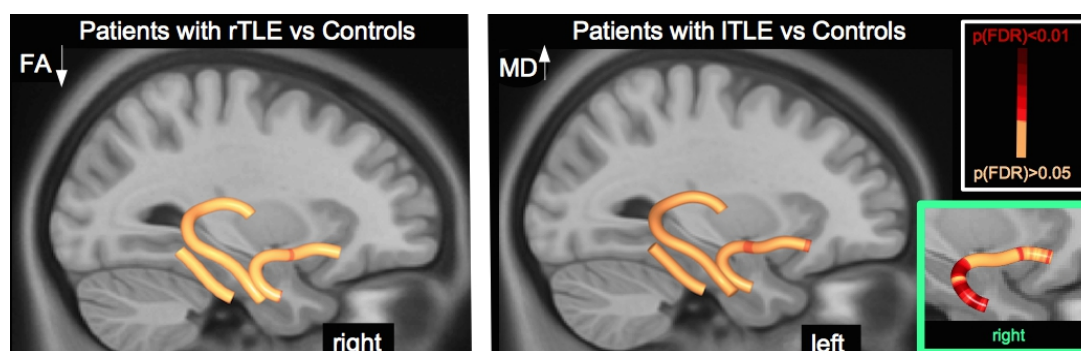 Patients with rTLE vs Controls
FA
right
Patients with lTLE vs Controls
MD
left
p(FDR)<0.01
p(FDR)>0.05
right